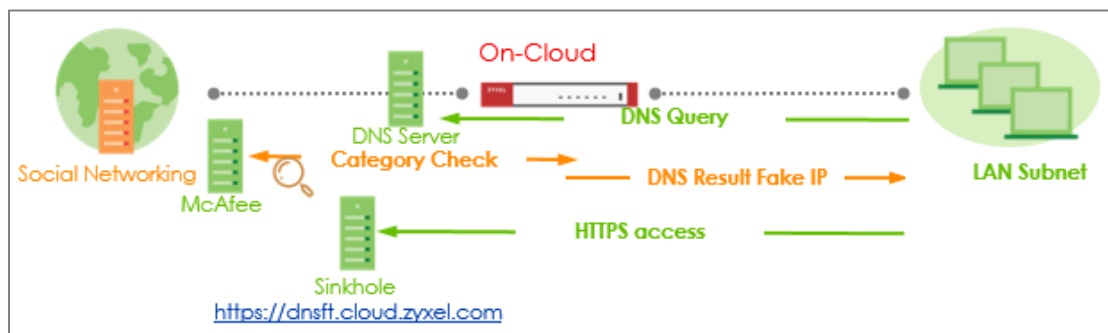 On-Cloud
ZYXEL
DNS Server
DNS Query
Social Networking
Category Check
DNS Result Fake IP
LAN Subnet
McAfee
HTTPS access
Sinkhole
https://dnsft.cloud.zyxel.com